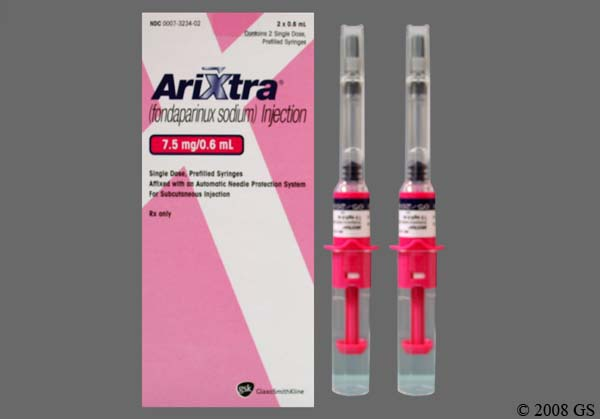 NDC 0007-3234-02
2 x 0.6 mL
Contains 2 Single Dose,
Prefilled Syringes
AriXtra®
(fondaparinux sodium) Injection
7.5 mg/0.6 mL
Single Dose, Prefilled Syringes
Affixed with an Automatic Needle Protection System
For Subcutaneous Injection
Rx only
gsk GlaxoSmithKline
© 2008 GS